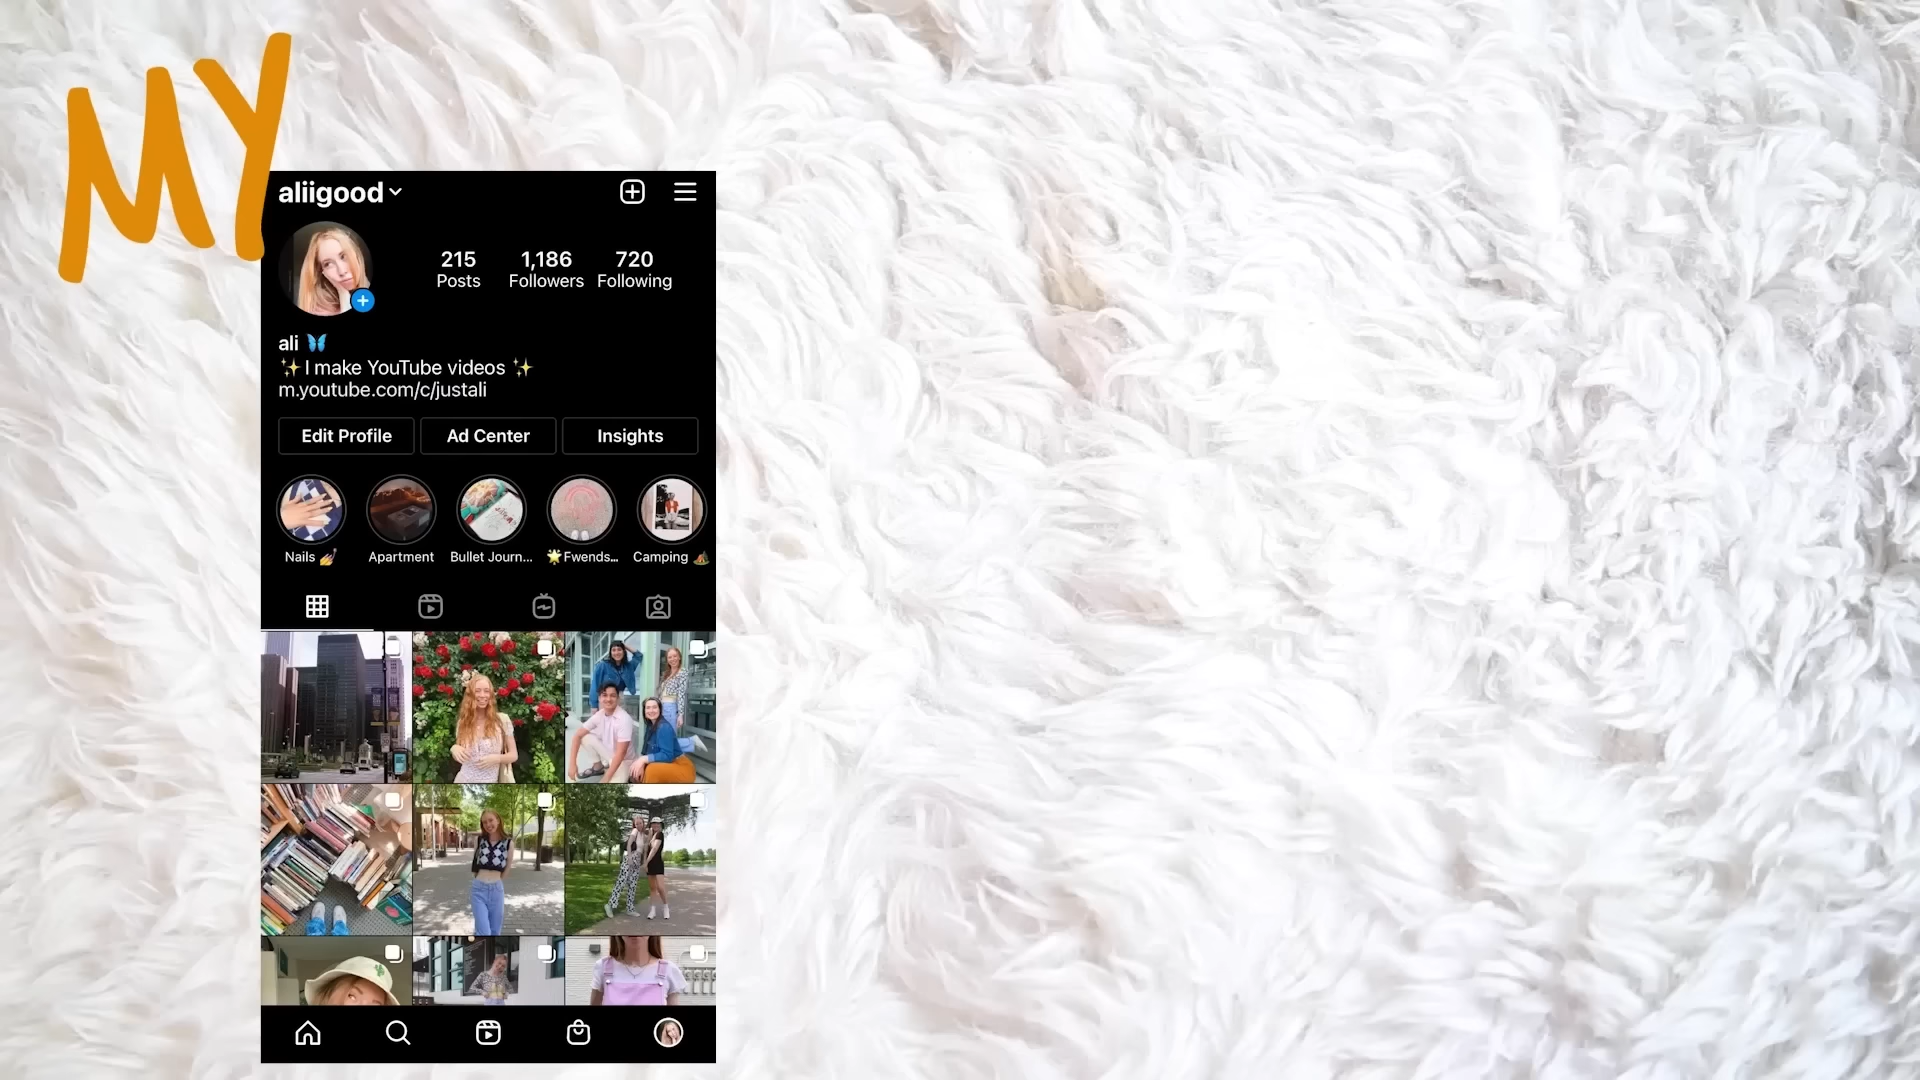 MY
aliigood
215 1,186 720
Posts Followers Following
ali
I make YouTube videos
m.youtube.com/c/justali
Edit Profile Ad Center Insights
Nails Apartment Bullet Journ... Fwends... Camping